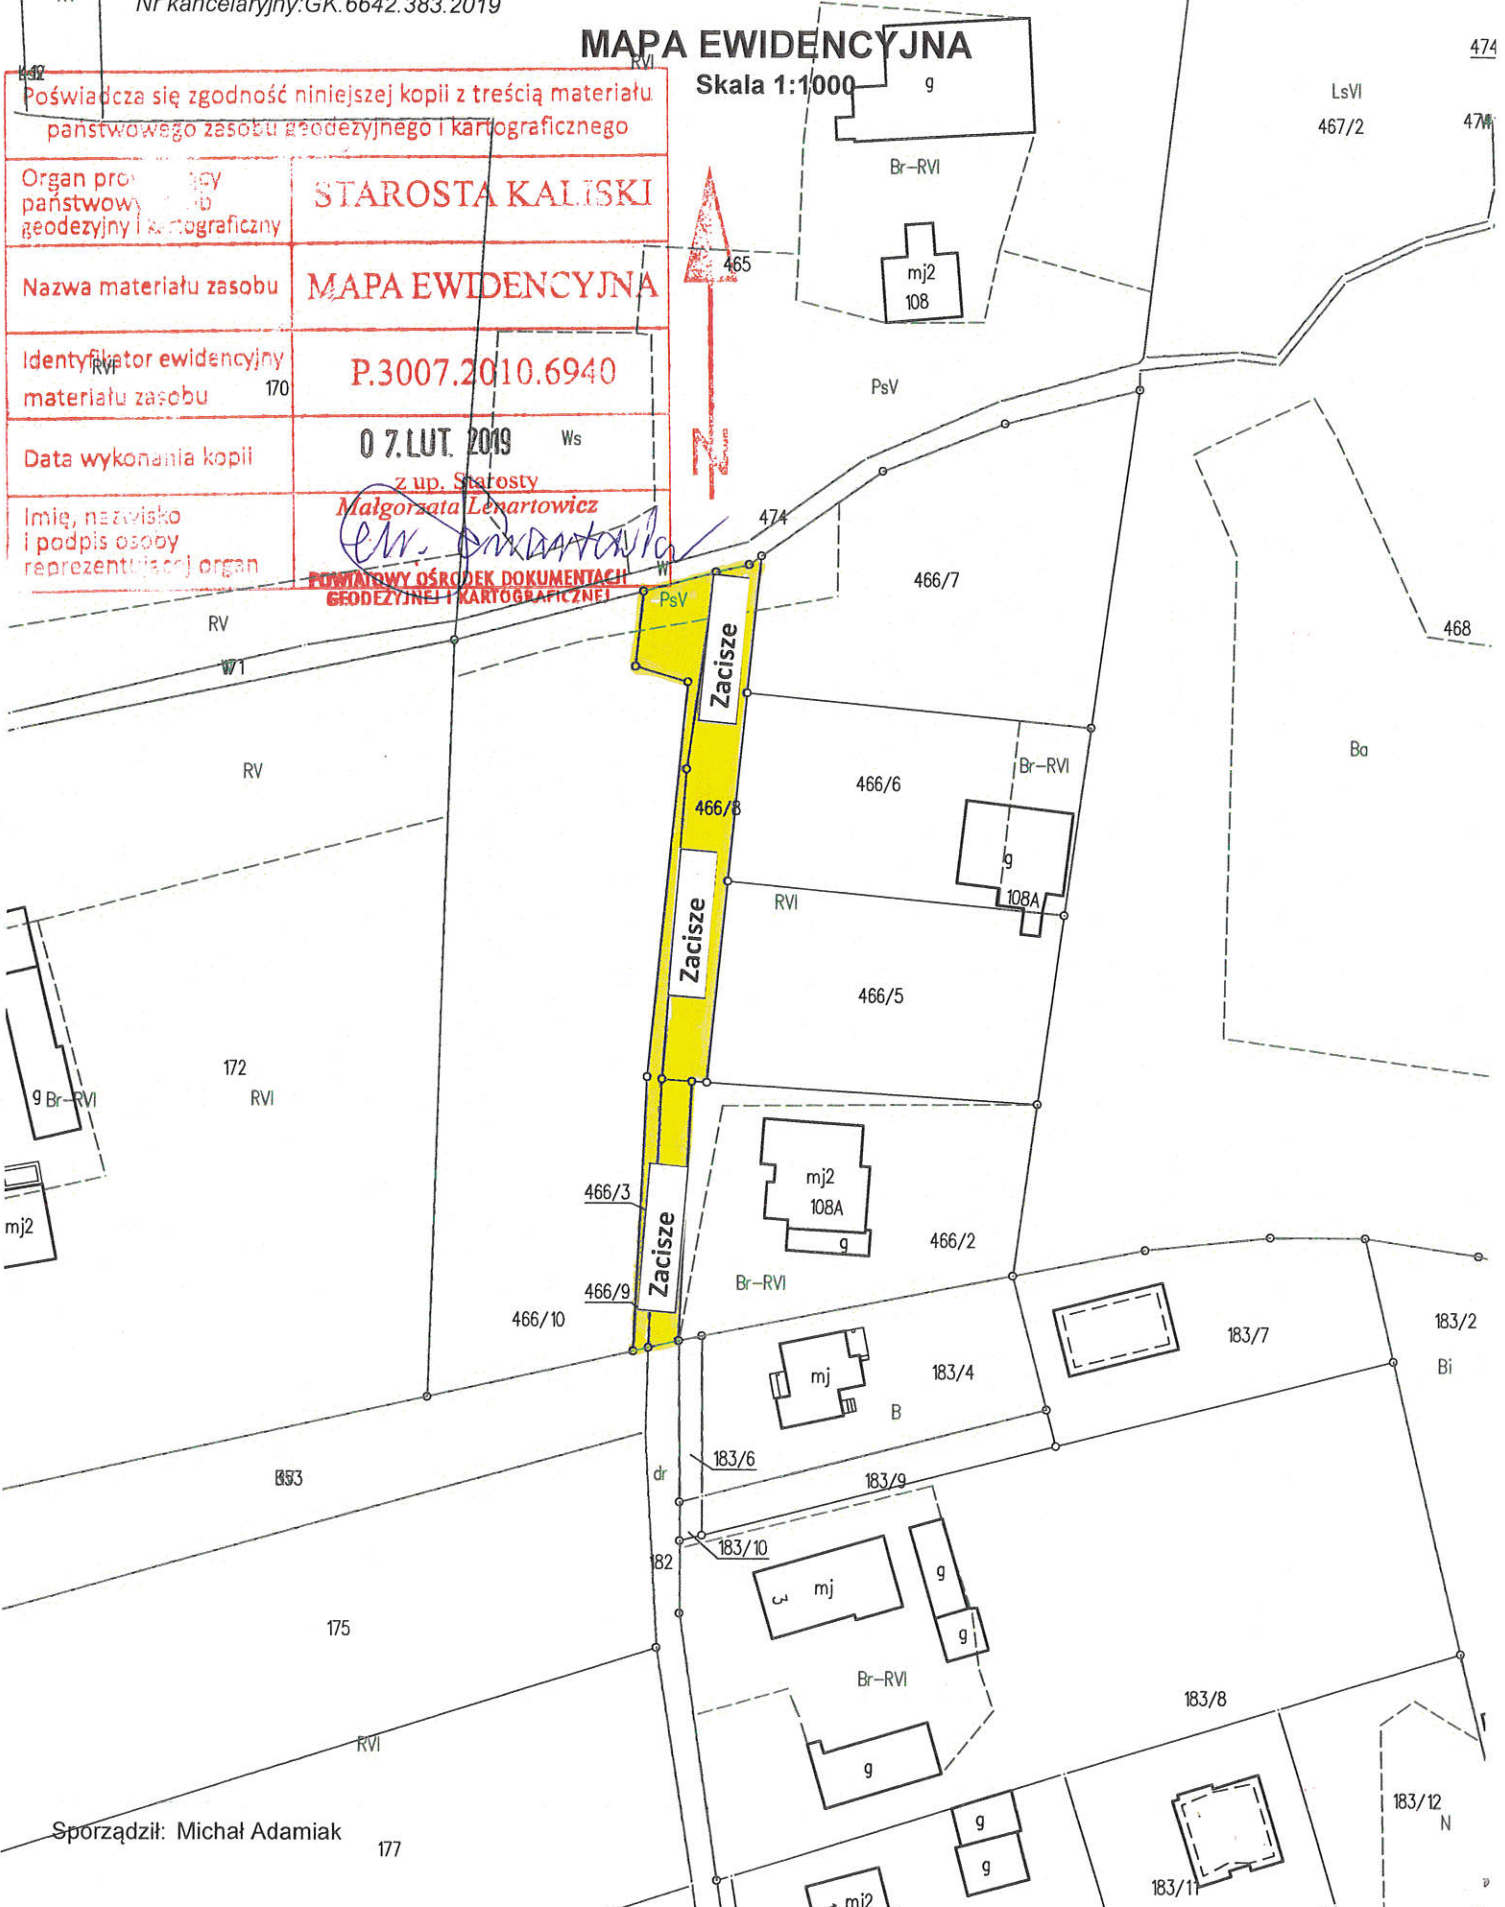 Nr kancelaryjny:GK.6642.383.2019
MAPA EWIDENCYJNA
Skala 1:1000
RVI
g
474
LsVI
467/2
Br-RVI
Poświadcza się zgodność niniejszej kopii z treścią materiału
państwowego zasobu geodezyjnego i kartograficznego
Organ
państwowy
geodezyjny i kartograficzny
STAROSTA KALISKI
Nazwa materiału zasobu
MAPA EWIDENCYJNA
Identyfikator ewidencyjny
materiału zasobu
P.3007.2010.6940
RVI
170
Data wykonania kopii
07. LUT. 2019
Ws
z up. Starosty
Małgorzata Lenartowicz
Imię, nazwisko
i podpis osoby
reprezentującej organ
POWIATOWY OŚRODEK DOKUMENTACJI
GEODEZYJNEJ I KARTOGRAFICZNEJ
N
465
mj2
108
PsV
474
W
PsV
466/7
468
RV
Zacisze
RV
466/6
Br-RVI
Ba
466/8
g
108A
RVI
Zacisze
466/5
172
RVI
g Br-RVI
mj2
mj2
108A
g
466/3
466/2
Zacisze
466/9
Br-RVI
466/10
183/7
183/2
Bi
mj
183/4
B
183/6
dr
183/9
183/10
182
3
mj
g
g
175
Br-RVI
183/8
RVI
g
183/12
N
Sporządził: Michał Adamiak
177
g
g
183/11
mj2